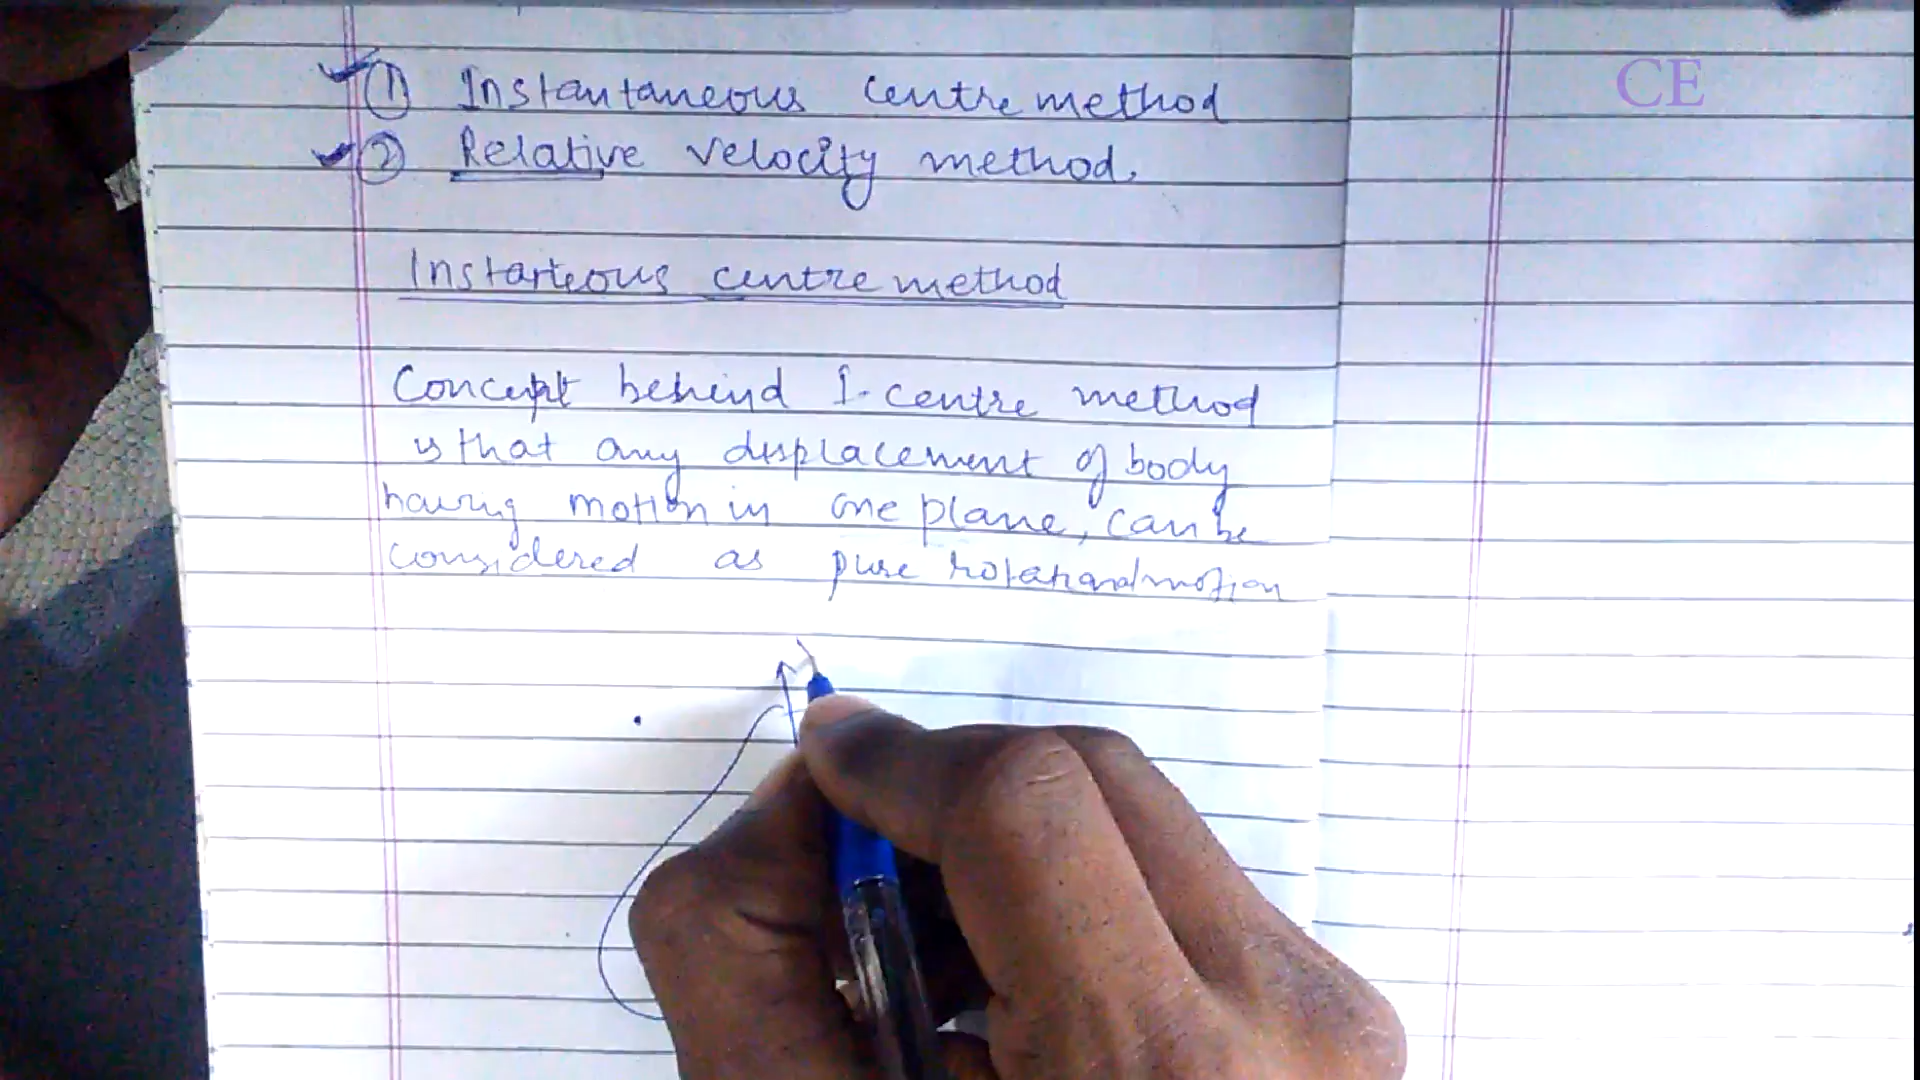 ① Instantaneous centre method
CE
② Relative velocity method.
Instanteous centre method
Concept behind I-centre method
is that any displacement of body
having motion in one plane, can be
considered as pure rotational motion